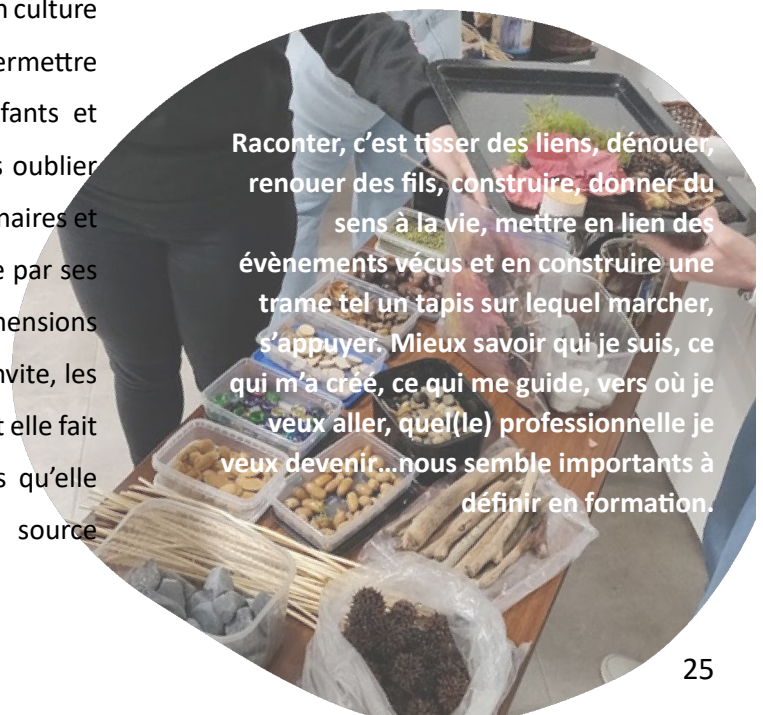 n culture
ermettre
fants et
s oublier
naires et
e par ses
nensions
nvite, les
t elle fait
s qu'elle
source
Raconter, c'est tisser des liens, dénouer,
renouer des fils, construire, donner du
sens à la vie, mettre en lien des
évènements vécus et en construire une
trame tel un tapis sur lequel marcher,
s'appuyer. Mieux savoir qui je suis, ce
qui m'a créé, ce qui me guide, vers où je
veux aller, quel(le) professionnelle je
veux devenir...nous semble importants à
définir en formation.
25